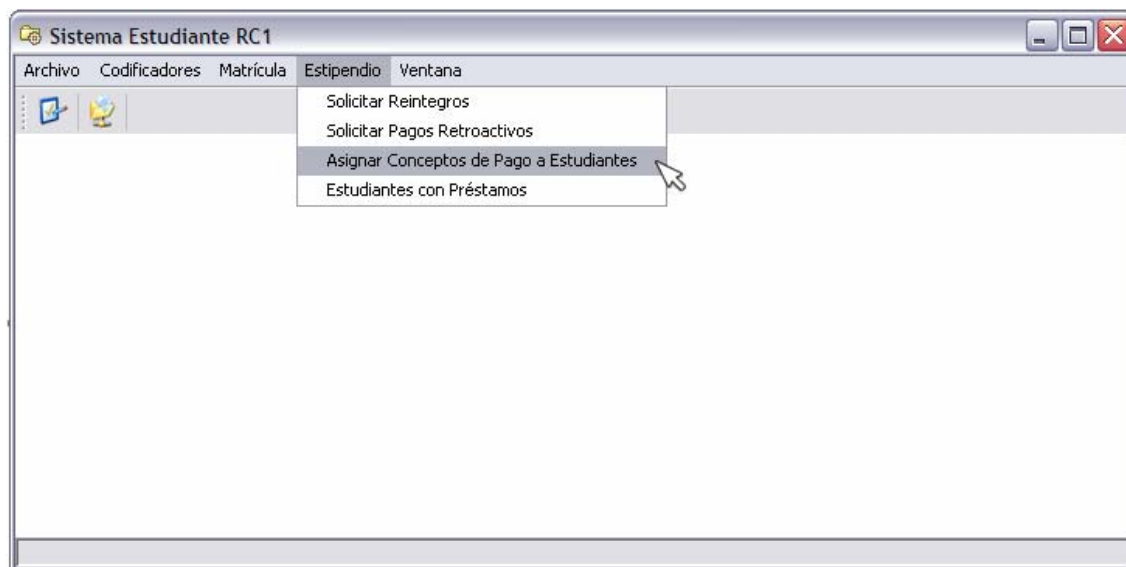 Sistema Estudiante RC1
Archivo Codificadores Matrícula Estipendio Ventana
Solicitar Reintegros
Solicitar Pagos Retroactivos
Asignar Conceptos de Pago a Estudiantes
Estudiantes con Préstamos